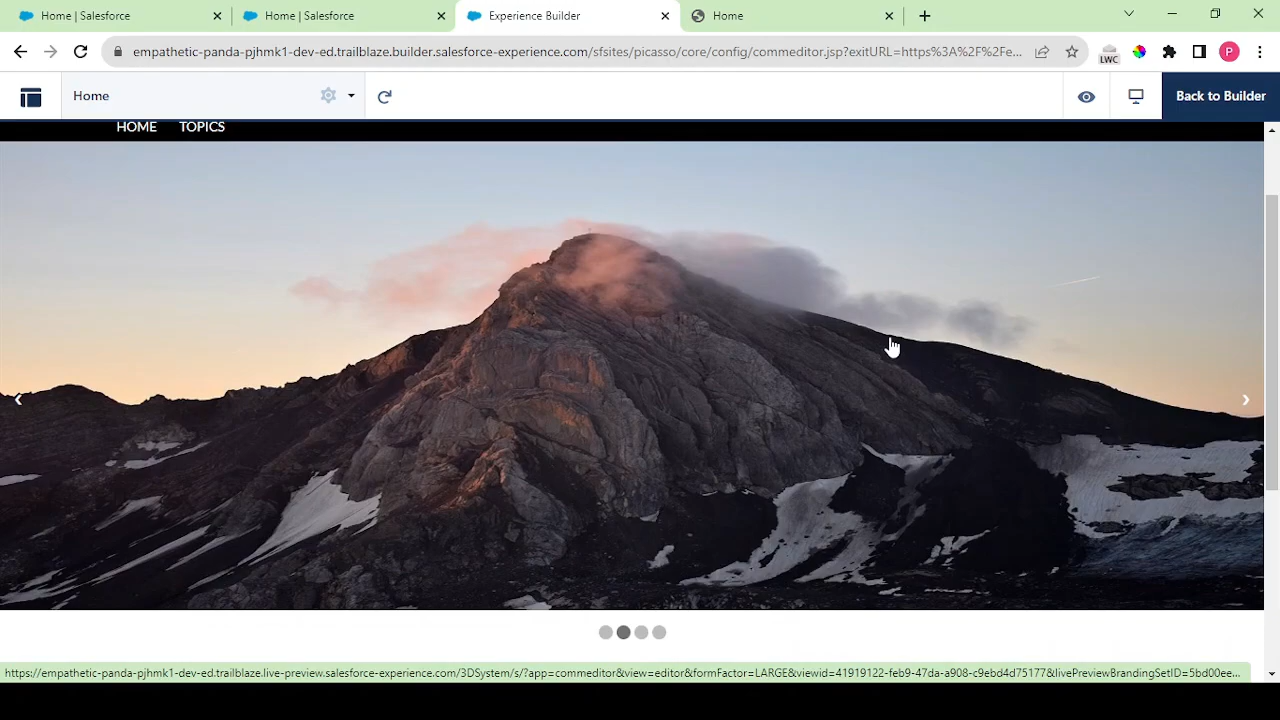 Home | Salesforce
Home | Salesforce
Experience Builder
Home
empathetic-panda-pjhmk1-dev-ed.trailblaze.builder.salesforce-experience.com/sfsites/picasso/core/config/commeditor.jsp?exitURL=https%3A%2F%2Fe...
LWC
P
Home
Back to Builder
HOME TOPICS
https://empathetic-panda-pjhmk1-dev-ed.trailblaze.live-preview.salesforce-experience.com/3DSystem/s/?app=commeditor&view=editor&formFactor=LARGE&viewid=41919122-feb9-47da-a908-c9ebd4d75177&livePreviewBrandingSetID=5bd00ee...